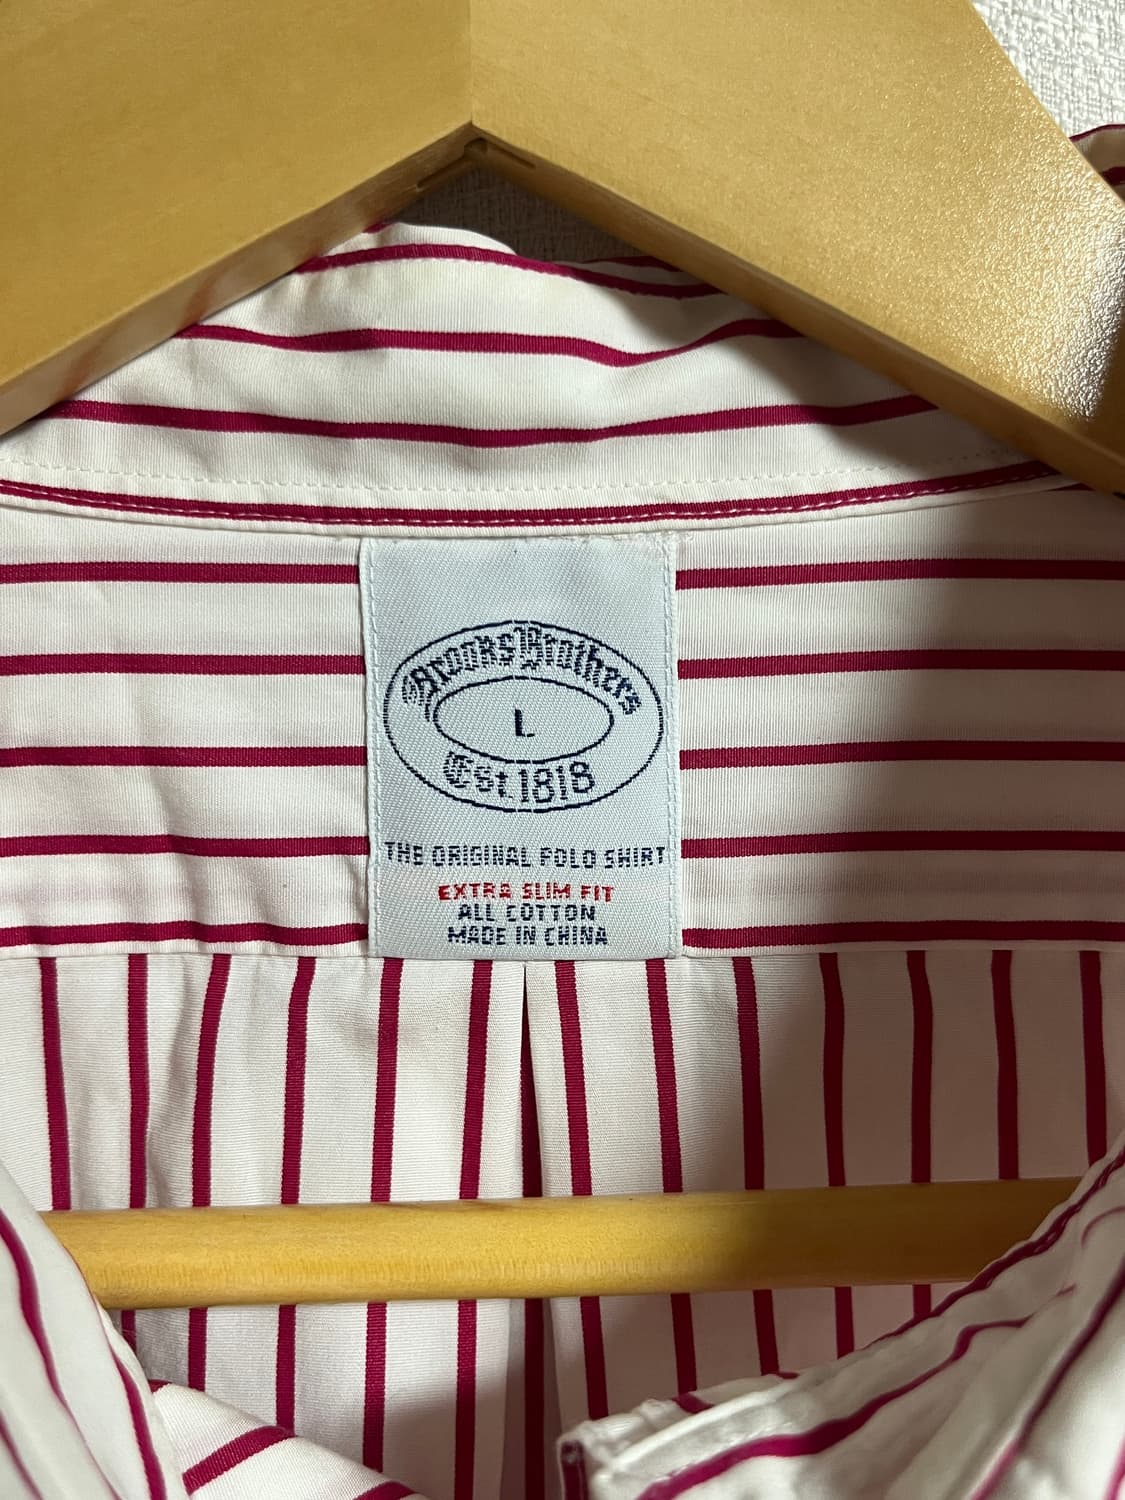 Brooks Brothers
L
Est. 1818
THE ORIGINAL POLO SHIRT
EXTRA SLIM FIT
ALL COTTON
MADE IN CHINA